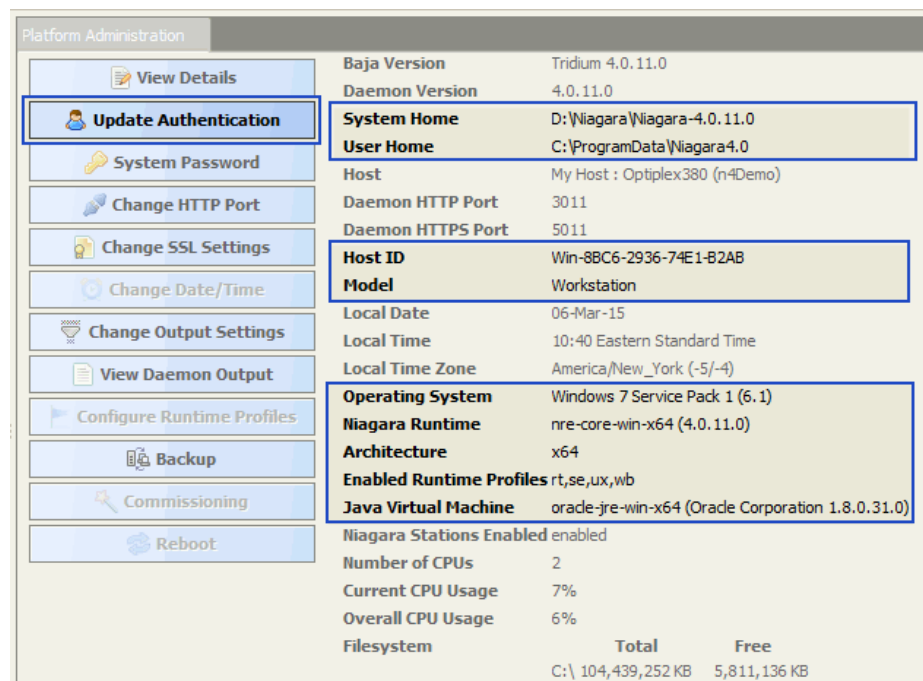 Platform Administration
View Details
Update Authentication
System Password
Change HTTP Port
Change SSL Settings
Change Date/Time
Change Output Settings
View Daemon Output
Configure Runtime Profiles
Backup
Commissioning
Reboot
Baja Version Tridium 4.0.11.0
Daemon Version 4.0.11.0
System Home D:\Niagara\Niagara-4.0.11.0
User Home C:\ProgramData\Niagara4.0
Host My Host : Optiplex380 (n4Demo)
Daemon HTTP Port 3011
Daemon HTTPS Port 5011
Host ID Win-8BC6-2936-74E1-B2AB
Model Workstation
Local Date 06-Mar-15
Local Time 10:40 Eastern Standard Time
Local Time Zone America/New_York (-5/-4)
Operating System Windows 7 Service Pack 1 (6.1)
Niagara Runtime nre-core-win-x64 (4.0.11.0)
Architecture x64
Enabled Runtime Profiles rt,se,ux,wb
Java Virtual Machine oracle-jre-win-x64 (Oracle Corporation 1.8.0.31.0)
Niagara Stations Enabled enabled
Number of CPUs 2
Current CPU Usage 7%
Overall CPU Usage 6%
Filesystem Total Free
C:\ 104,439,252 KB 5,811,136 KB